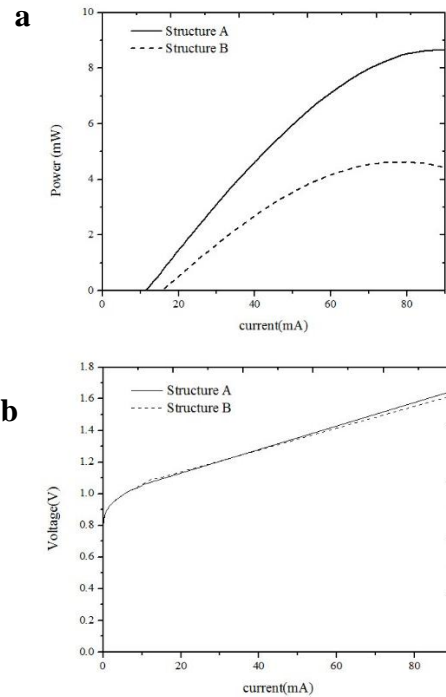 a
Structure A
Structure B
8
6
4
2
0
Power (mW)
0 20 40 60 80
current(mA)
b
1.8
1.6
1.4
1.2
1.0
0.8
0.6
0.4
0.2
0.0
Structure A
Structure B
Voltage(V)
0 20 40 60 80
current(mA)